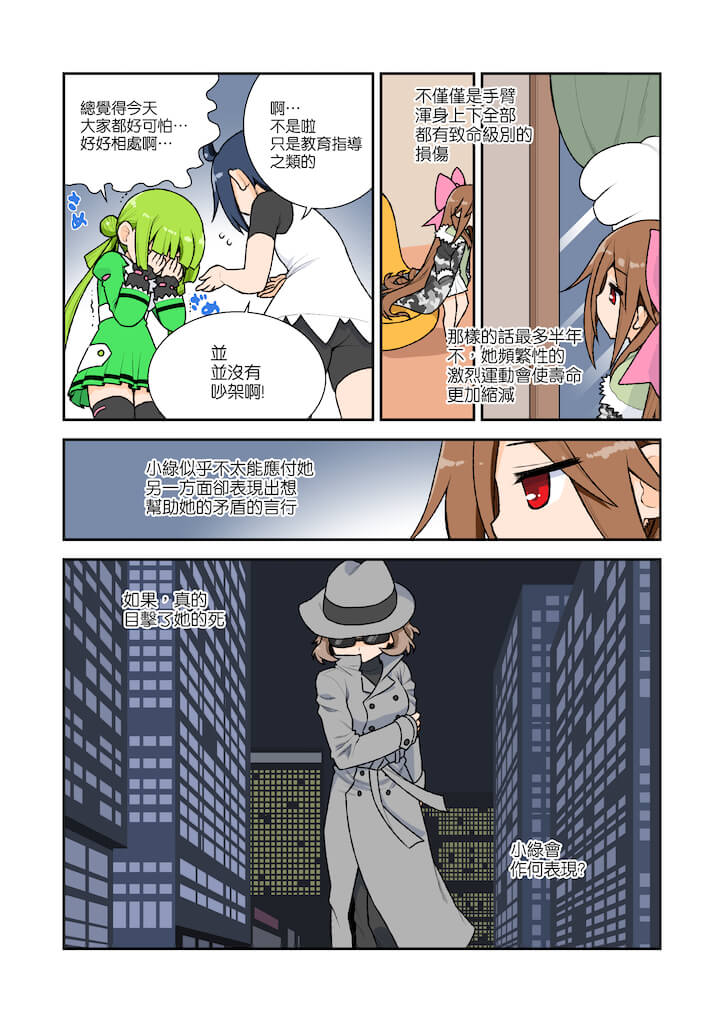 不僅僅是手臂
渾身上下全部
都有致命級別的
損傷
那樣的話最多半年
不，她頻繁性的
激烈運動會使壽命
更加縮減
啊…
不是啦
只是教育指導
之類的
總覺得今天
大家都好可怕…
好好相處啊…
さめ
ざめ
並
並沒有
吵架啊!
小綠似乎不太能應付她
另一方面卻表現出想
幫助她的矛盾的言行
如果，真的
目擊了她的死
小綠會
作何表現?